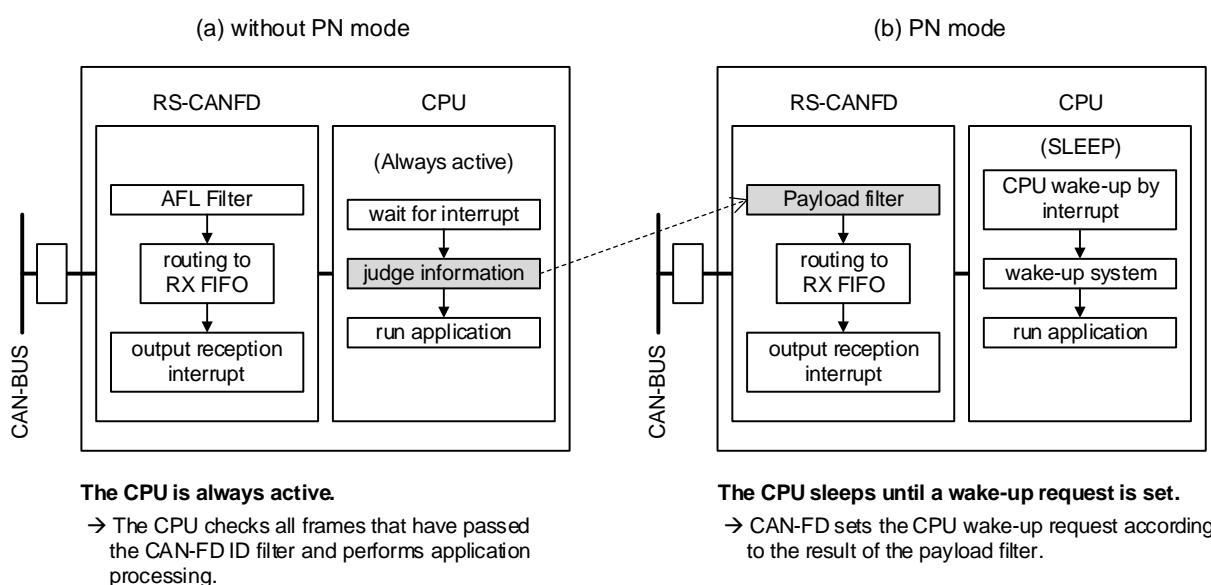 (a) without PN mode
RS-CANFD
CPU
(Always active)
AFL Filter
routing to
RX FIFO
output reception
interrupt
wait for interrupt
judge information
run application
CAN-BUS
The CPU is always active.
→ The CPU checks all frames that have passed
the CAN-FD ID filter and performs application
processing.
(b) PN mode
RS-CANFD
CPU
(SLEEP)
Payload filter
routing to
RX FIFO
output reception
interrupt
CPU wake-up by
interrupt
wake-up system
run application
CAN-BUS
The CPU sleeps until a wake-up request is set.
→ CAN-FD sets the CPU wake-up request according
to the result of the payload filter.